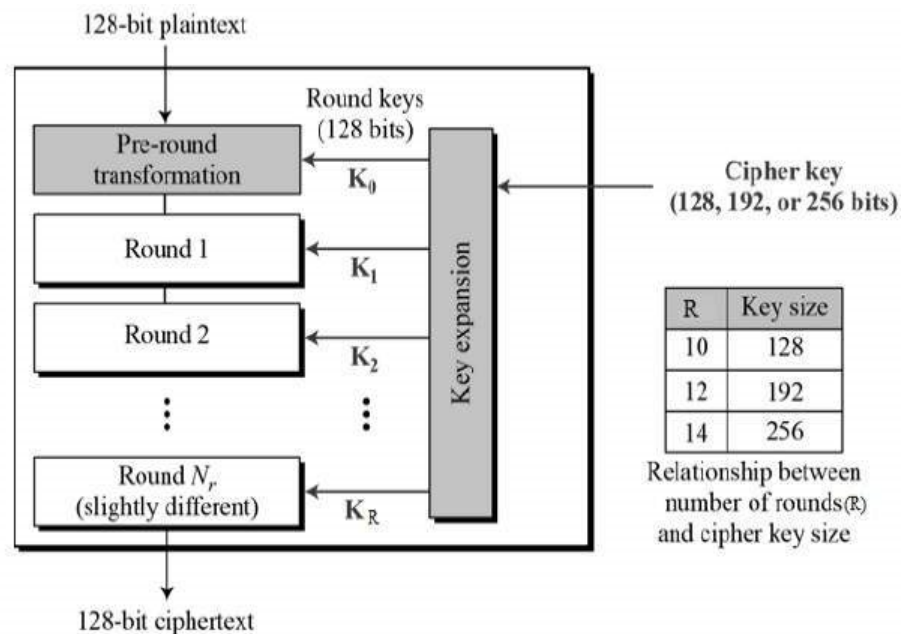 128-bit plaintext
Round keys
(128 bits)
Pre-round
transformation
K₀
Cipher key
(128, 192, or 256 bits)
Round 1
K₁
Round 2
K₂
Key expansion
Round Nᵣ
(slightly different)
K_R
128-bit ciphertext
R Key size
10 128
12 192
14 256
Relationship between
number of rounds(R)
and cipher key size